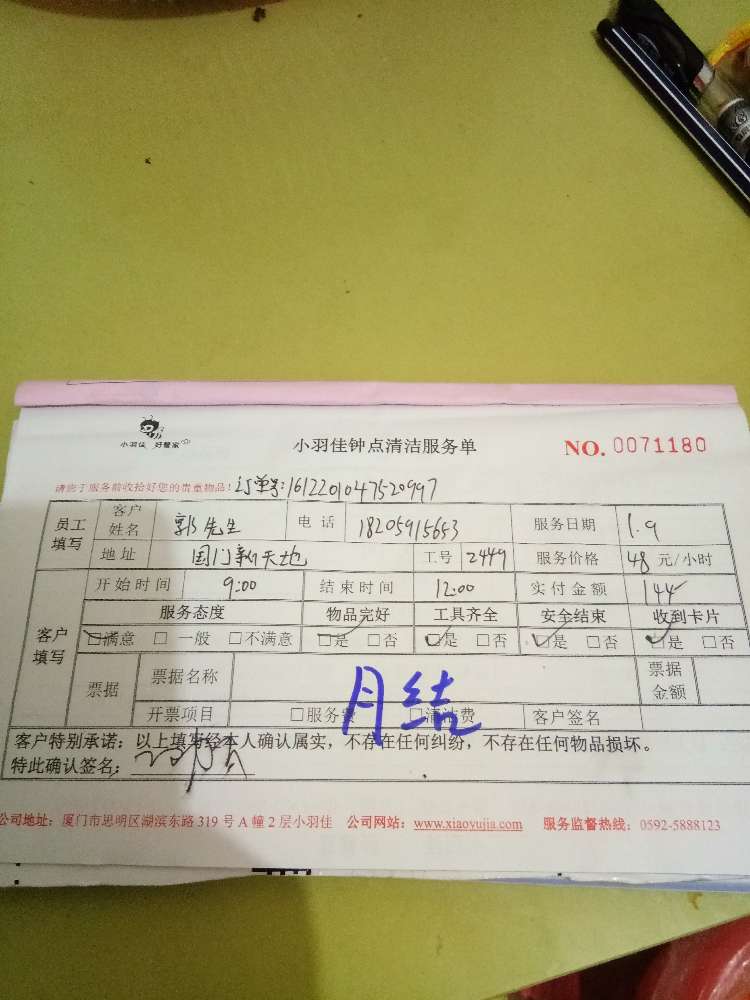 小羽佳 好管家
小羽佳钟点清洁服务单
NO. 0071180
请您于服务前收拾好您的贵重物品! 订单号:1612201047520997
员工填写 客户姓名 郭先生 电话 18205915653 服务日期 1.9
地址 国门新天地 工号 2449 服务价格 48 元/小时
客户填写 开始时间 9:00 结束时间 12:00 实付金额 144
服务态度 物品完好 工具齐全 安全结束 收到卡片
☑满意 □一般 □不满意 ☑是 □否 ☑是 □否 ☑是 □否 ☑是 □否
票据 票据名称 票据金额
月结
开票项目 □服务费 □清洁费 客户签名
客户特别承诺:以上填写经本人确认属实,不存在任何纠纷,不存在任何物品损坏。
特此确认签名:
公司地址:厦门市思明区湖滨东路 319 号 A 幢 2 层小羽佳 公司网站:www.xiaoyujia.com 服务监督热线:0592-5888123